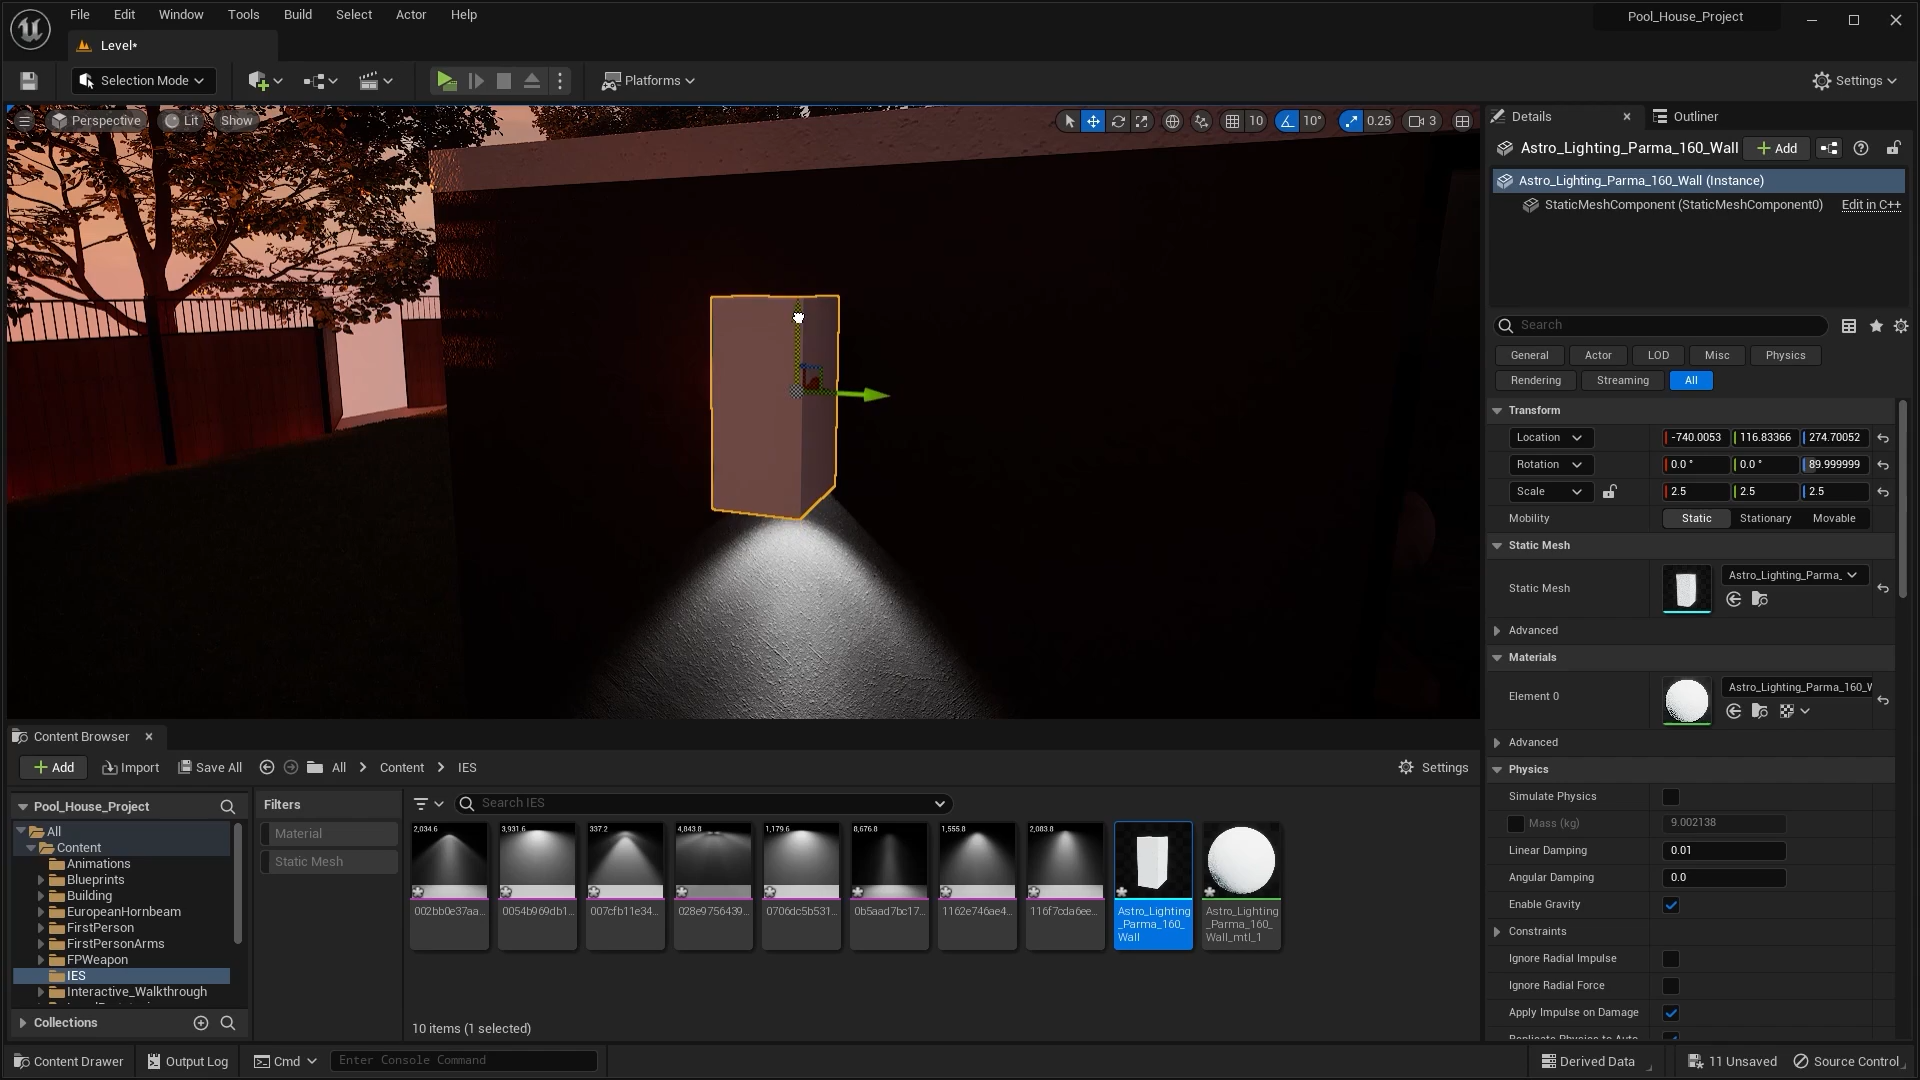 File Edit Window Tools Build Select Actor Help
Pool_House_Project
Level*
Selection Mode
Platforms
Settings
Perspective Lit Show
10 10° 0.25 3
Details
Outliner
Astro_Lighting_Parma_160_Wall
Add
Astro_Lighting_Parma_160_Wall (Instance)
StaticMeshComponent (StaticMeshComponent0) Edit in C++
Search
General Actor LOD Misc Physics
Rendering Streaming All
Transform
Location -740.0053 116.83366 274.70052
Rotation 0.0 ° 0.0 ° 89.999999
Scale 2.5 2.5 2.5
Mobility Static Stationary Movable
Static Mesh
Static Mesh Astro_Lighting_Parma_
Advanced
Materials
Element 0 Astro_Lighting_Parma_160_W
Advanced
Physics
Simulate Physics
Mass (kg) 9.002138
Linear Damping 0.01
Angular Damping 0.0
Enable Gravity
Constraints
Ignore Radial Impulse
Ignore Radial Force
Apply Impulse on Damage
Replicate Physics to Auto
Content Browser
Add Import Save All All Content IES Settings
Pool_House_Project
All
Content
Animations
Blueprints
Building
EuropeanHornbeam
FirstPerson
FirstPersonArms
FPWeapon
IES
Interactive_Walkthrough
Collections
Filters
Material
Static Mesh
Search IES
2,034.6 3,931.6 337.2 4,843.8 1,179.6 8,676.8 1,555.8 2,083.8
002bb0e37aa... 0054b969db1... 007cfb11e34... 028e9756439... 0706dc5b531... 0b5aad7bc17... 1162e746ae4... 116f7cda6ee...
Astro_Lighting
_Parma_160_
Wall
Astro_Lighting
_Parma_160_
Wall_mtl_1
10 items (1 selected)
Content Drawer Output Log Cmd Enter Console Command
Derived Data 11 Unsaved Source Control